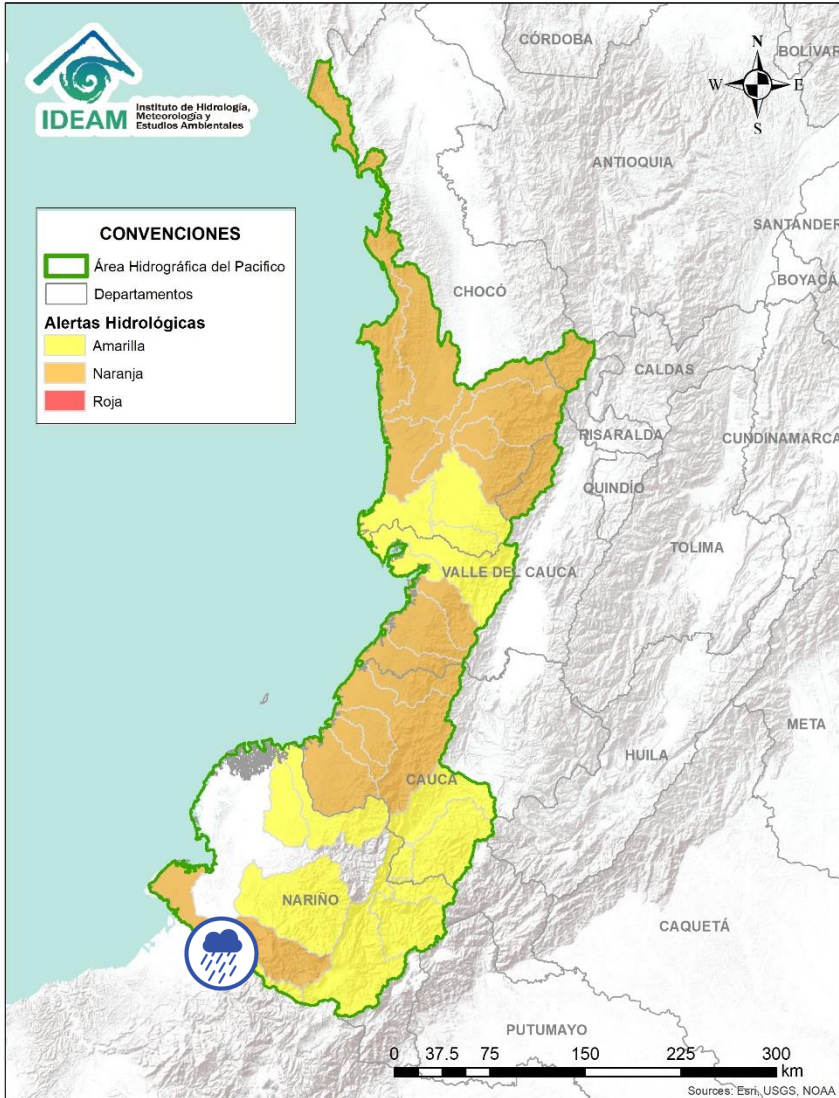 CÓRDOBA
BOLÍVAR
N
W E
S
IDEAM
Instituto de Hidrología,
Meteorología y
Estudios Ambientales
ANTIOQUIA
SANTANDER
BOYACÁ
CONVENCIONES
Área Hidrográfica del Pacifico
Departamentos
Alertas Hidrológicas
Amarilla
Naranja
Roja
CHOCÓ
CALDAS
RISARALDA
CUNDINAMARCA
QUINDÍO
TOLIMA
VALLE DEL CAUCA
META
HUILA
CAUCA
NARIÑO
CAQUETÁ
PUTUMAYO
0 37.5 75 150 225 300
km
Sources: Esri, USGS, NOAA